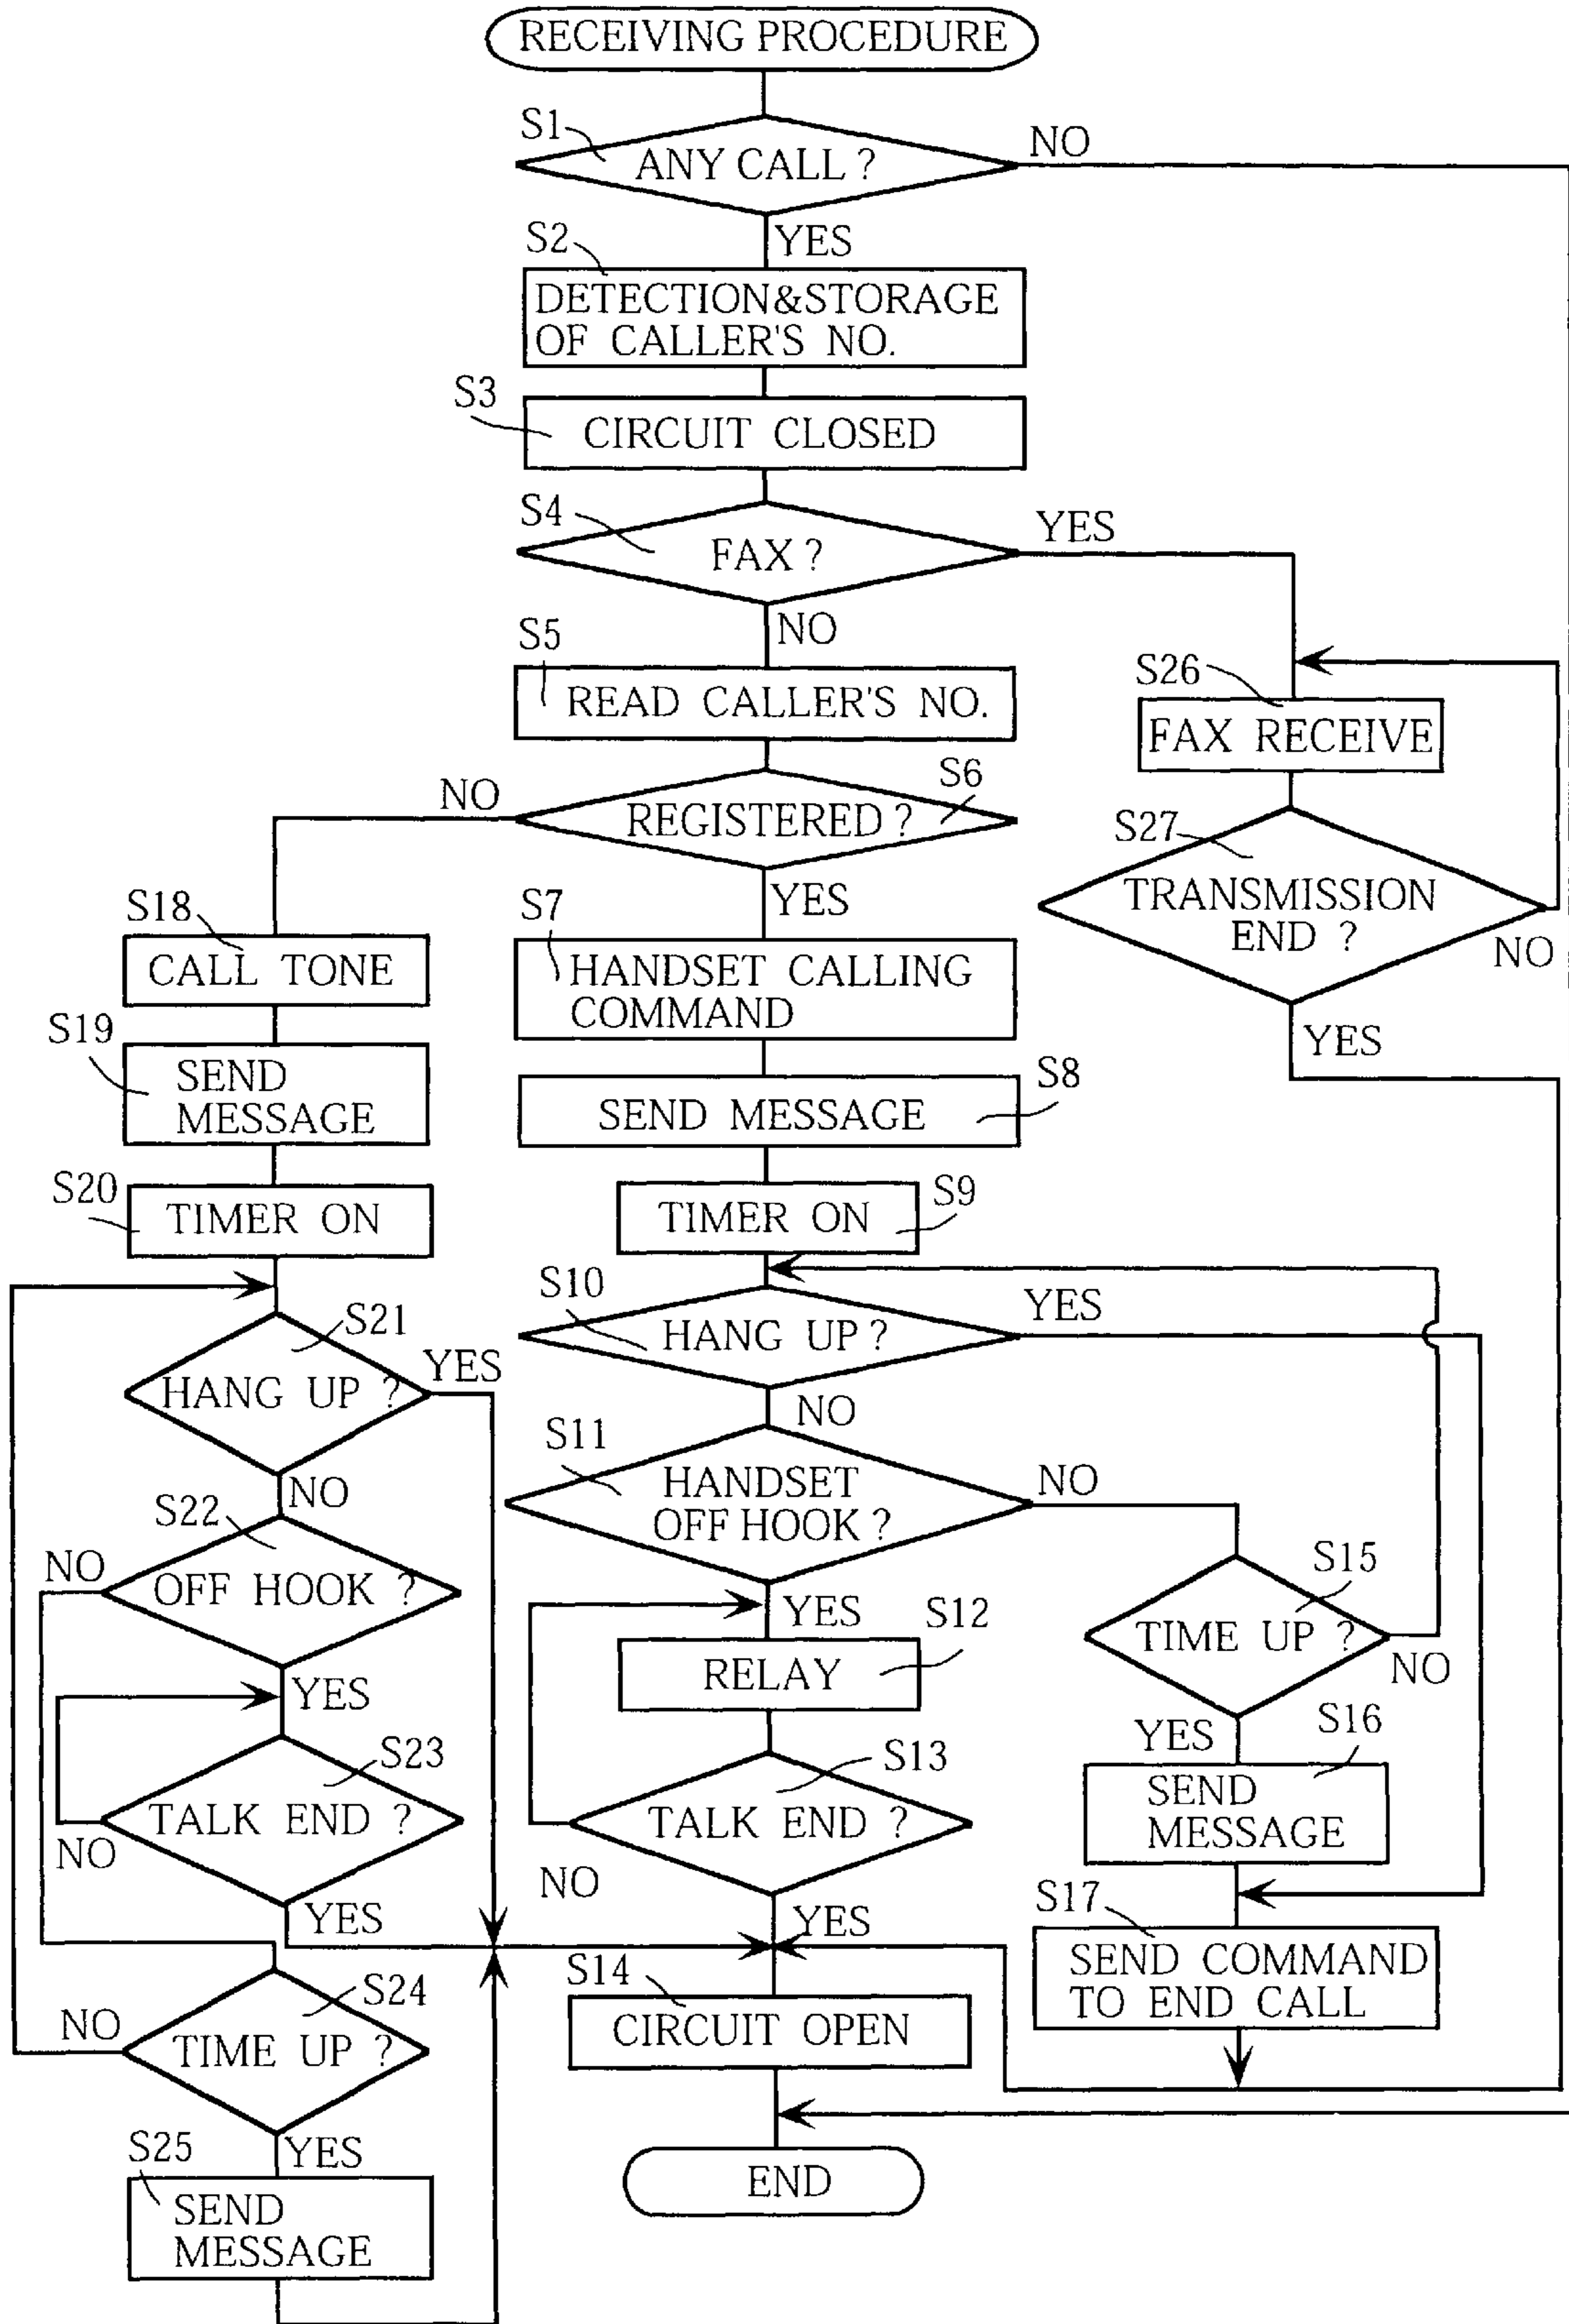 RECEIVING PROCEDURE
S1
ANY CALL ?
NO
YES
S2
DETECTION&STORAGE
OF CALLER'S NO.
S3
CIRCUIT CLOSED
S4
FAX ?
YES
NO
S5
READ CALLER'S NO.
S26
FAX RECEIVE
S6
REGISTERED ?
NO
YES
S27
TRANSMISSION
END ?
NO
YES
S18
CALL TONE
S7
HANDSET CALLING
COMMAND
S19
SEND
MESSAGE
S8
SEND MESSAGE
S20
TIMER ON
S9
TIMER ON
S10
HANG UP ?
YES
NO
S21
HANG UP ?
YES
NO
S11
HANDSET
OFF HOOK ?
NO
YES
S22
OFF HOOK ?
NO
YES
S15
TIME UP ?
NO
YES
S12
RELAY
S23
TALK END ?
NO
YES
S13
TALK END ?
NO
YES
S16
SEND
MESSAGE
S17
SEND COMMAND
TO END CALL
S14
CIRCUIT OPEN
S24
TIME UP ?
NO
YES
S25
SEND
MESSAGE
END